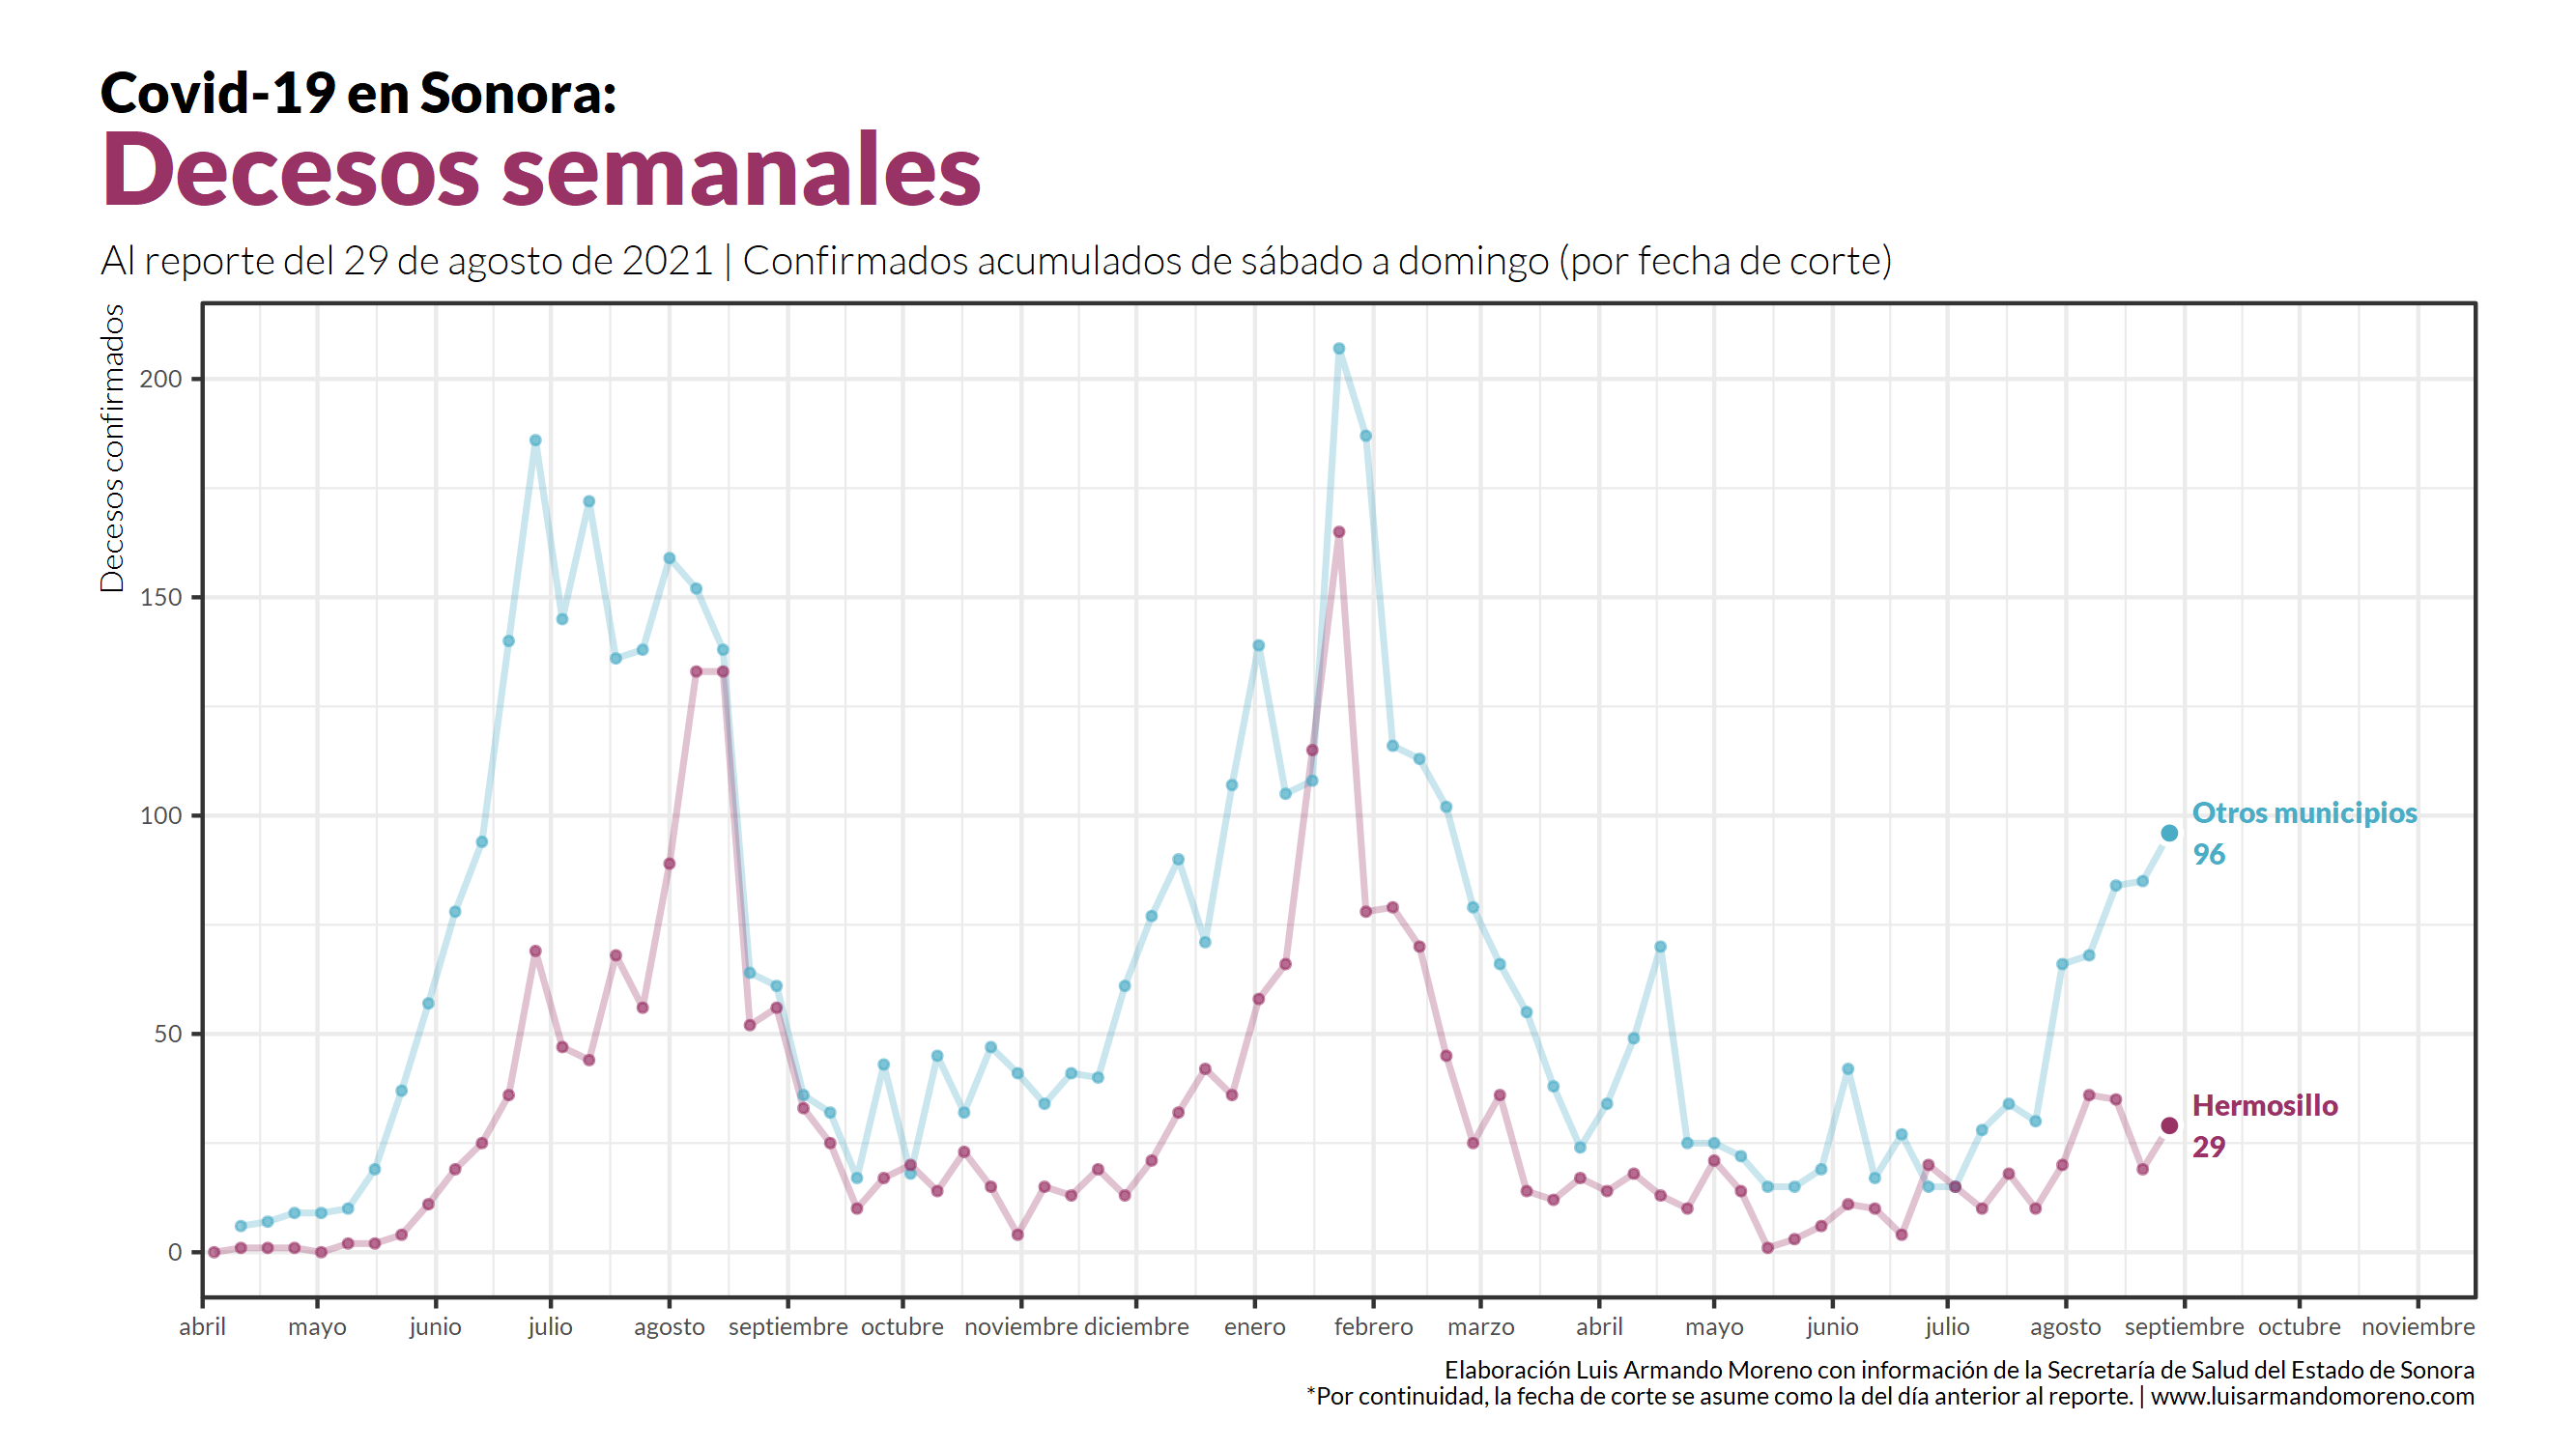 Covid-19 en Sonora:
Decesos semanales
Al reporte del 29 de agosto de 2021 | Confirmados acumulados de sábado a domingo (por fecha de corte)
Decesos confirmados
200
150
100
50
0
Otros municipios
96
Hermosillo
29
abril mayo junio julio agosto septiembre octubre noviembre diciembre enero febrero marzo abril mayo junio julio agosto septiembre octubre noviembre
Elaboración Luis Armando Moreno con información de la Secretaría de Salud del Estado de Sonora
*Por continuidad, la fecha de corte se asume como la del día anterior al reporte. | www.luisarmandomoreno.com